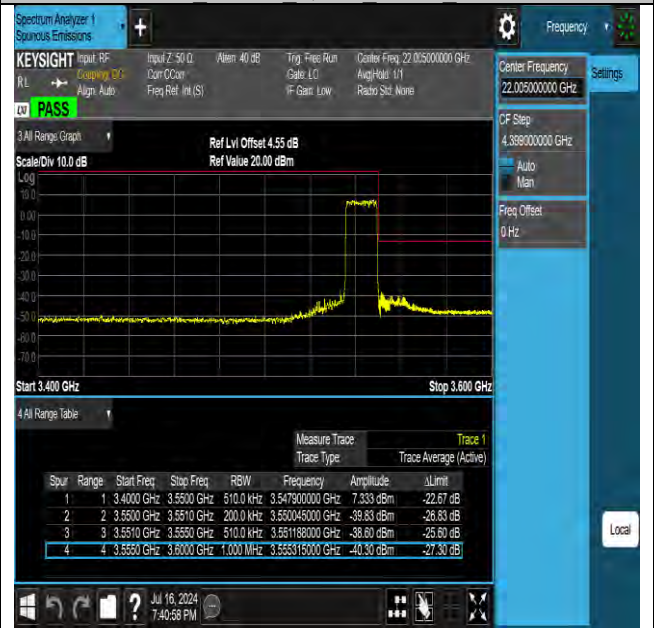 Spectrum Analyzer 1
Spurious Emissions
Frequency
KEYSIGHT Input: RF Input Z: 50 Ω Atten: 40 dB Trig: Free Run Center Freq: 22.005000000 GHz
RL Coupling: DC Corr CCorr Gate: LO Avg|Hold: 1/1
Align: Auto Freq Ref: Int (S) IF Gain: Low Radio Std: None
LXI PASS
Center Frequency
22.005000000 GHz
Settings
CF Step
4.399000000 GHz
Auto
Man
Freq Offset
0 Hz
3 All Range Graph
Ref Lvl Offset 4.55 dB
Scale/Div 10.0 dB Ref Value 20.00 dBm
Log
10.0
0.00
-10.0
-20.0
-30.0
-40.0
-50.0
-60.0
-70.0
Start 3.400 GHz Stop 3.600 GHz
4 All Range Table
Measure Trace Trace 1
Trace Type Trace Average (Active)
Spur Range Start Freq Stop Freq RBW Frequency Amplitude ΔLimit
1 1 3.4000 GHz 3.5500 GHz 510.0 kHz 3.547900000 GHz 7.333 dBm -22.67 dB
2 2 3.5500 GHz 3.5510 GHz 200.0 kHz 3.550045000 GHz -39.83 dBm -26.83 dB
3 3 3.5510 GHz 3.5550 GHz 510.0 kHz 3.551188000 GHz -38.60 dBm -25.60 dB
4 4 3.5550 GHz 3.6000 GHz 1.000 MHz 3.555315000 GHz -40.30 dBm -27.30 dB
Local
Jul 16, 2024
7:40:58 PM